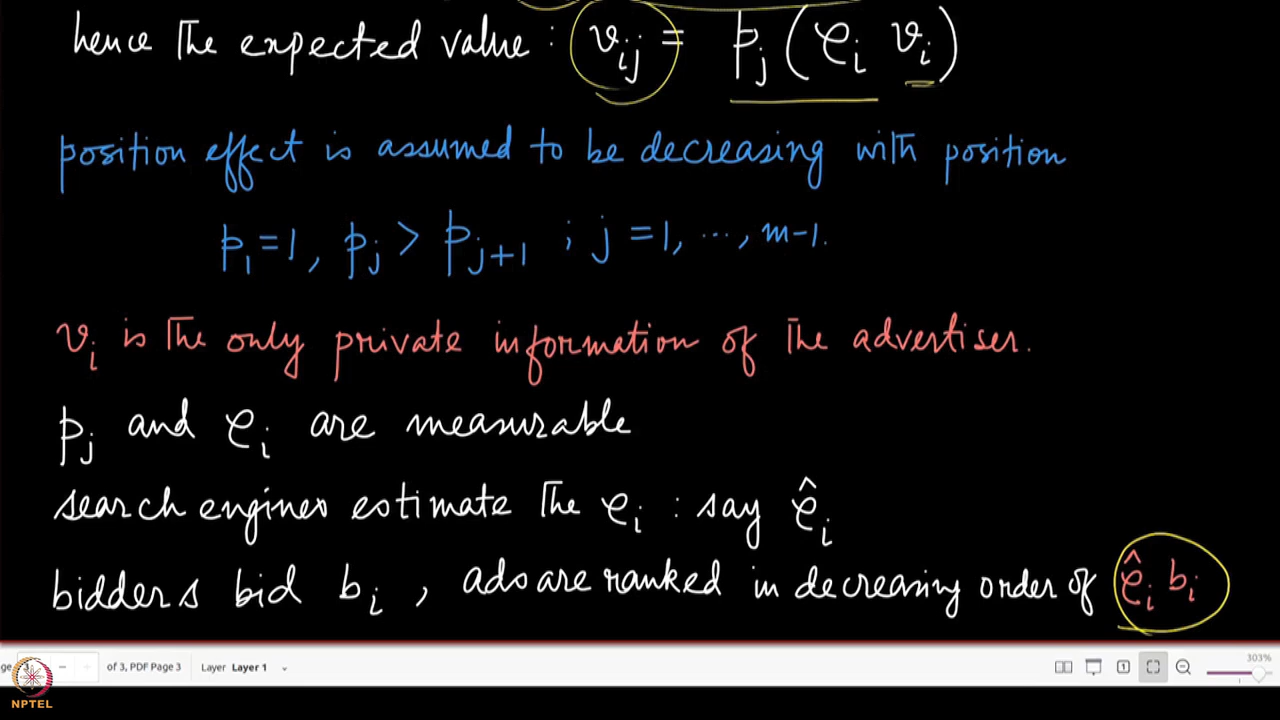 hence the expected value : v_ij = p_j (e_i v_i)
position effect is assumed to be decreasing with position
p_1 = 1, p_j > p_j+1 ; j = 1, ..., m-1.
v_i is the only private information of the advertiser.
p_j and e_i are measurable
search engines estimate the e_i : say ê_i
bidders bid b_i, ads are ranked in decreasing order of ê_i b_i
ge 3 of 3, PDF Page 3 Layer Layer 1 303%
NPTEL